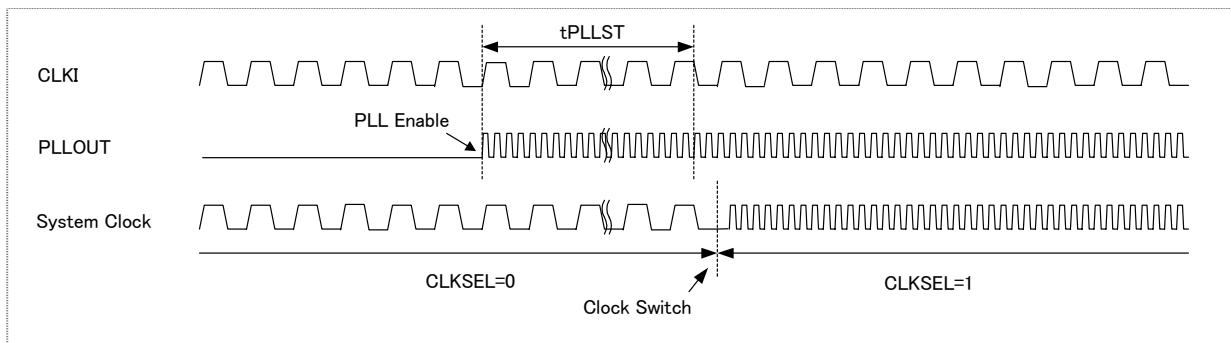 tPLLST
CLKI
PLL Enable
PLLOUT
System Clock
CLKSEL=0
CLKSEL=1
Clock Switch